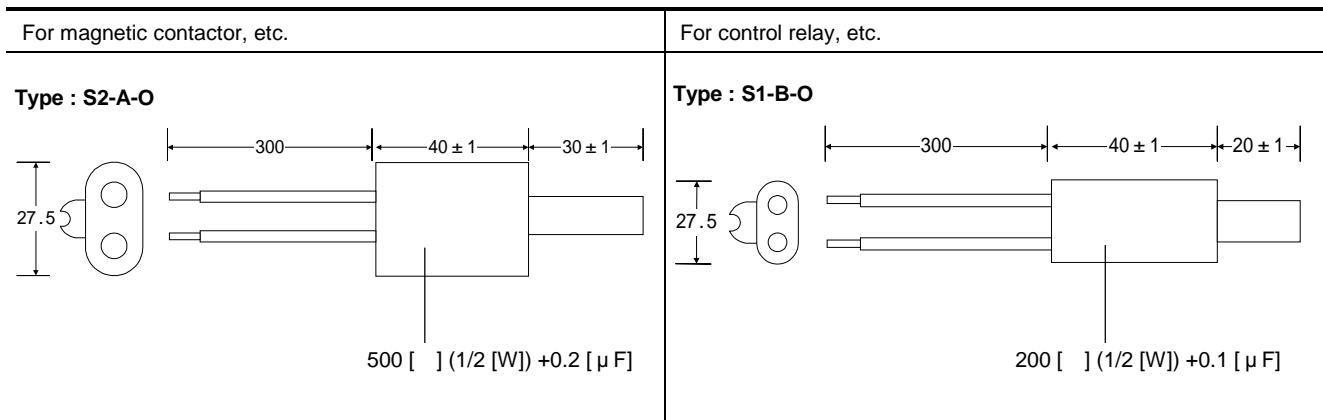 For magnetic contactor, etc.
Type : S2-A-O
300
40 ± 1
30 ± 1
27.5
500 [ ] (1/2 [W]) +0.2 [ µ F]
For control relay, etc.
Type : S1-B-O
300
40 ± 1
20 ± 1
27.5
200 [ ] (1/2 [W]) +0.1 [ µ F]